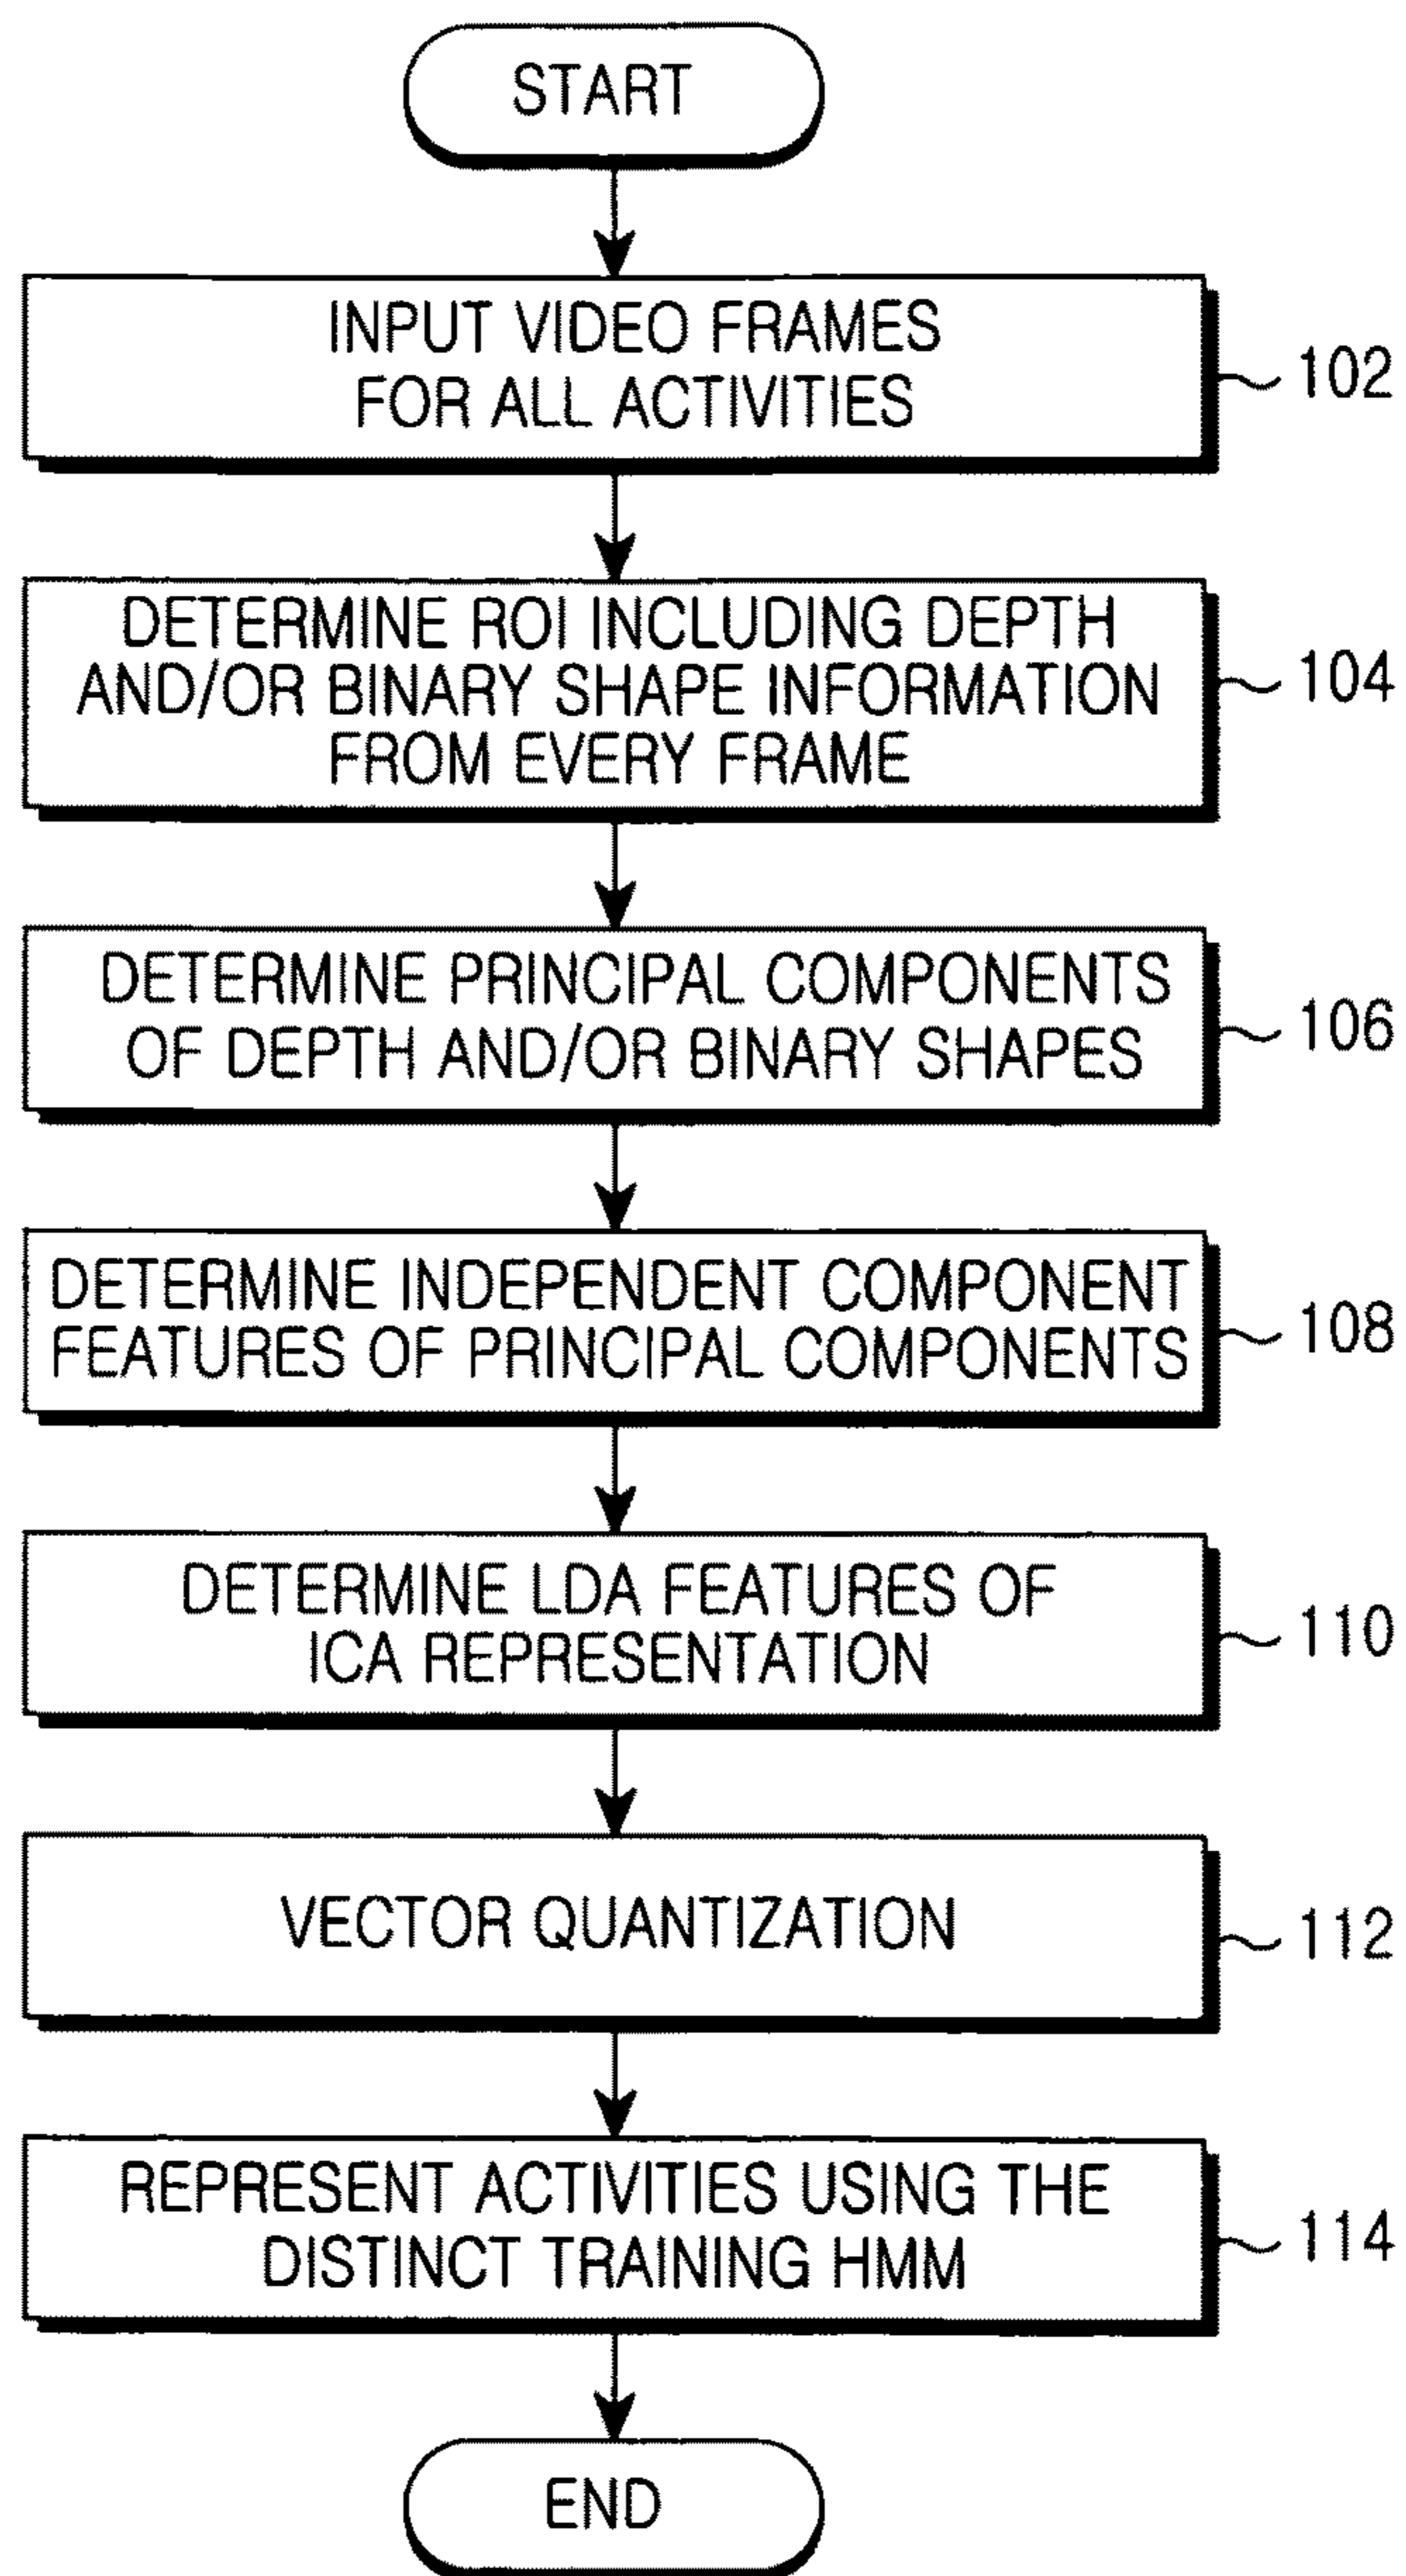 START
INPUT VIDEO FRAMES
FOR ALL ACTIVITIES
102
DETERMINE ROI INCLUDING DEPTH
AND/OR BINARY SHAPE INFORMATION
FROM EVERY FRAME
104
DETERMINE PRINCIPAL COMPONENTS
OF DEPTH AND/OR BINARY SHAPES
106
DETERMINE INDEPENDENT COMPONENT
FEATURES OF PRINCIPAL COMPONENTS
108
DETERMINE LDA FEATURES OF
ICA REPRESENTATION
110
VECTOR QUANTIZATION
112
REPRESENT ACTIVITIES USING THE
DISTINCT TRAINING HMM
114
END